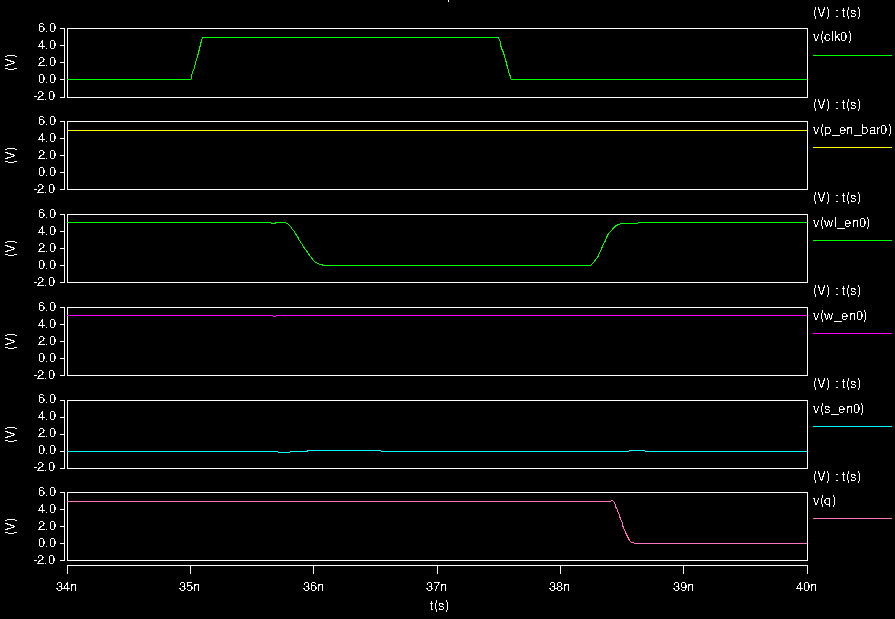 (V) : t(s)
v(clk0)
6.0
4.0
2.0
0.0
-2.0
(V)
(V) : t(s)
v(p_en_bar0)
6.0
4.0
2.0
0.0
-2.0
(V)
(V) : t(s)
v(wl_en0)
6.0
4.0
2.0
0.0
-2.0
(V)
(V) : t(s)
v(w_en0)
6.0
4.0
2.0
0.0
-2.0
(V)
(V) : t(s)
v(s_en0)
6.0
4.0
2.0
0.0
-2.0
(V)
(V) : t(s)
v(q)
6.0
4.0
2.0
0.0
-2.0
(V)
34n 35n 36n 37n 38n 39n 40n
t(s)